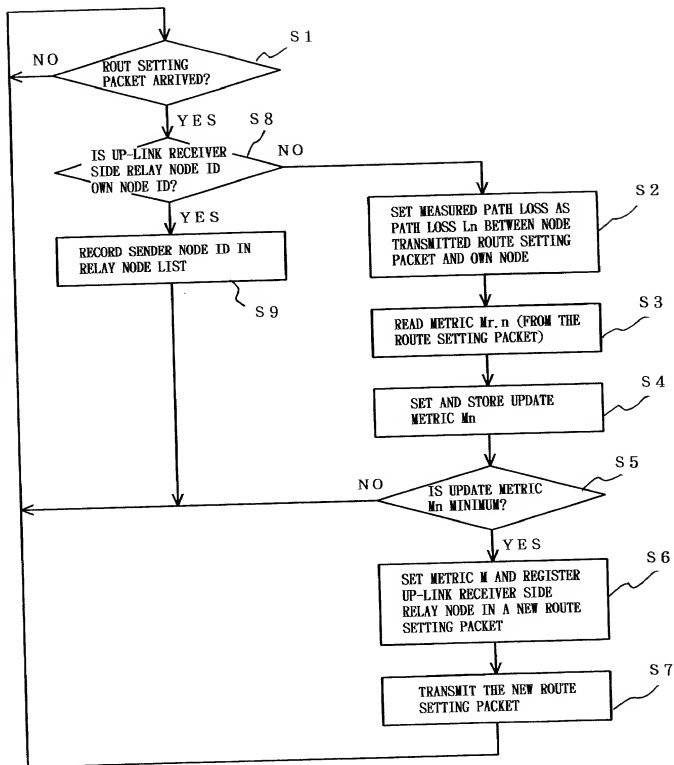 S1
NO
ROUT SETTING
PACKET ARRIVED?
YES
S8
IS UP-LINK RECEIVER
SIDE RELAY NODE ID
OWN NODE ID?
NO
YES
RECORD SENDER NODE ID IN
RELAY NODE LIST
S9
S2
SET MEASURED PATH LOSS AS
PATH LOSS Ln BETWEEN NODE
TRANSMITTED ROUTE SETTING
PACKET AND OWN NODE
S3
READ METRIC Mr.n (FROM THE
ROUTE SETTING PACKET)
S4
SET AND STORE UPDATE
METRIC Mn
S5
NO
IS UPDATE METRIC
Mn MINIMUM?
YES
S6
SET METRIC M AND REGISTER
UP-LINK RECEIVER SIDE
RELAY NODE IN A NEW ROUTE
SETTING PACKET
S7
TRANSMIT THE NEW ROUTE
SETTING PACKET